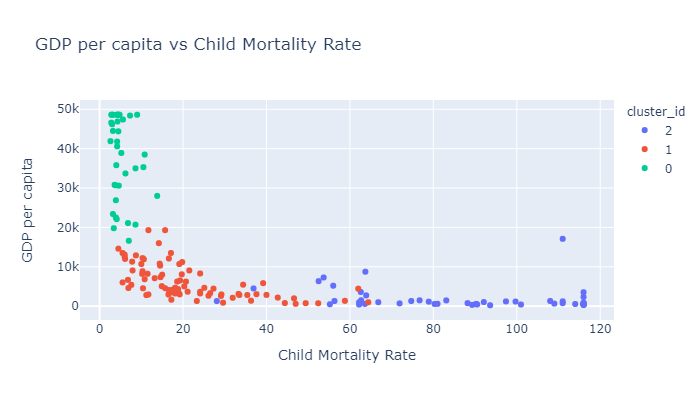 GDP per capita vs Child Mortality Rate
cluster_id
2
1
0
GDP per capita
50k
40k
30k
20k
10k
0
0 20 40 60 80 100 120
Child Mortality Rate